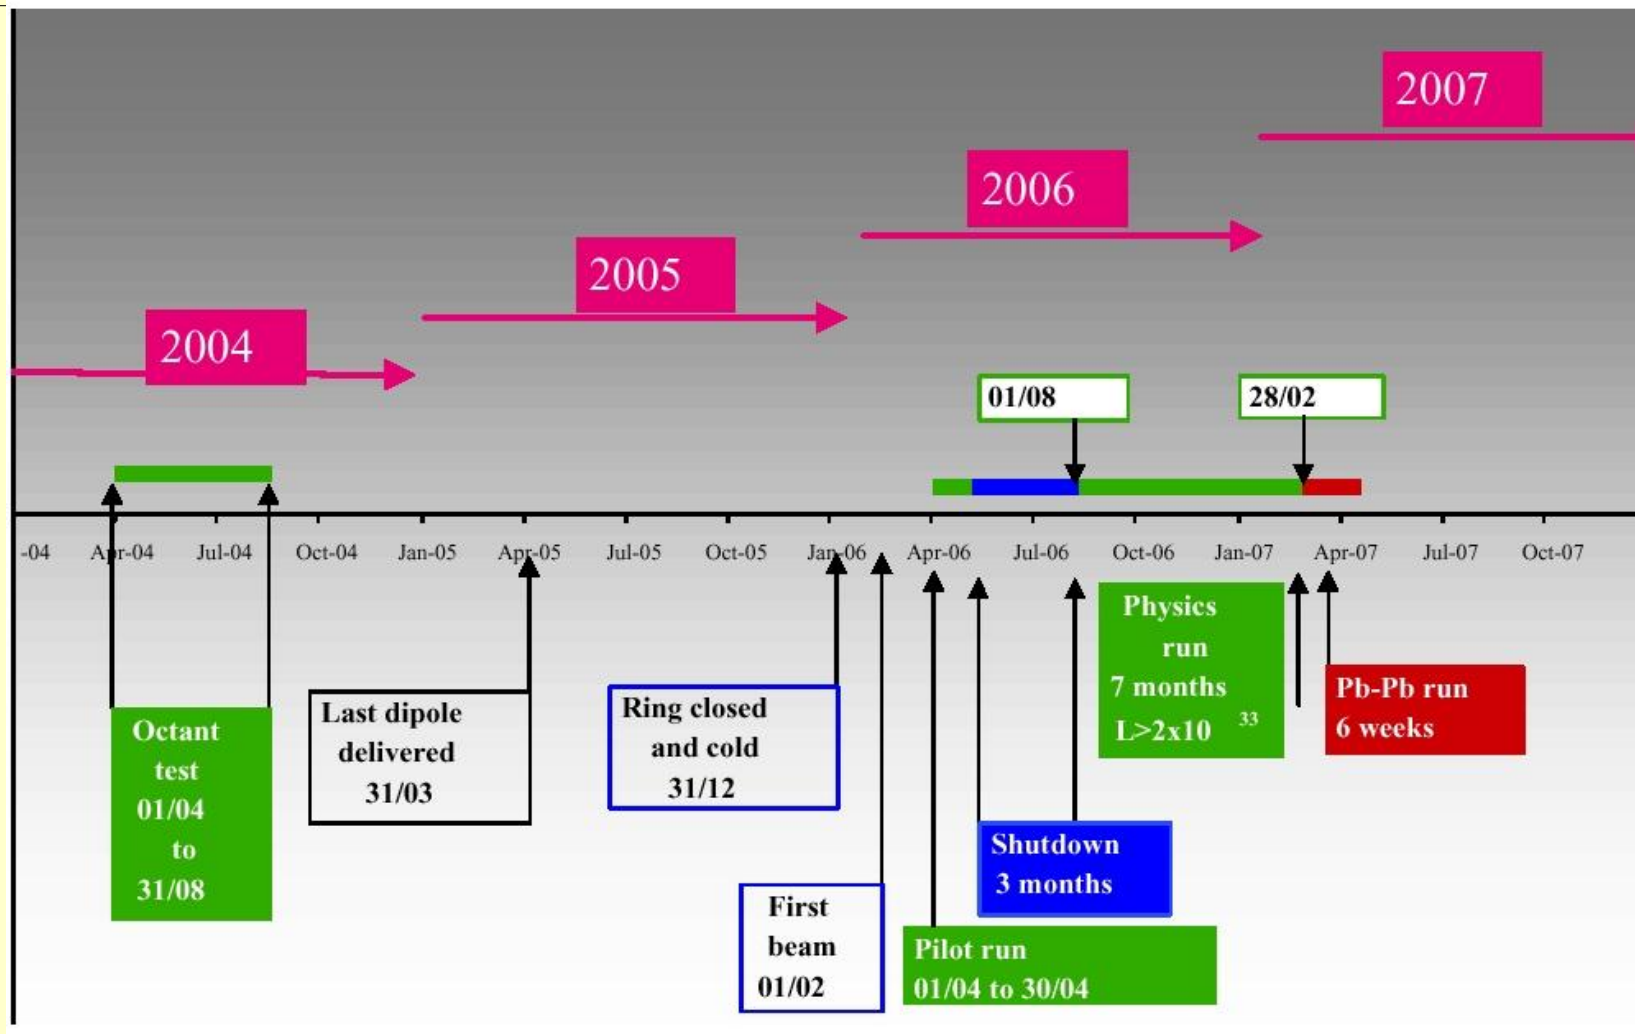 2007
2006
2005
2004
01/08
28/02
-04 Apr-04 Jul-04 Oct-04 Jan-05 Apr-05 Jul-05 Oct-05 Jan-06 Apr-06 Jul-06 Oct-06 Jan-07 Apr-07 Jul-07 Oct-07
Octant
test
01/04
to
31/08
Last dipole
delivered
31/03
Ring closed
and cold
31/12
First
beam
01/02
Pilot run
01/04 to 30/04
Shutdown
3 months
Physics
run
7 months
L>2x10 33
Pb-Pb run
6 weeks